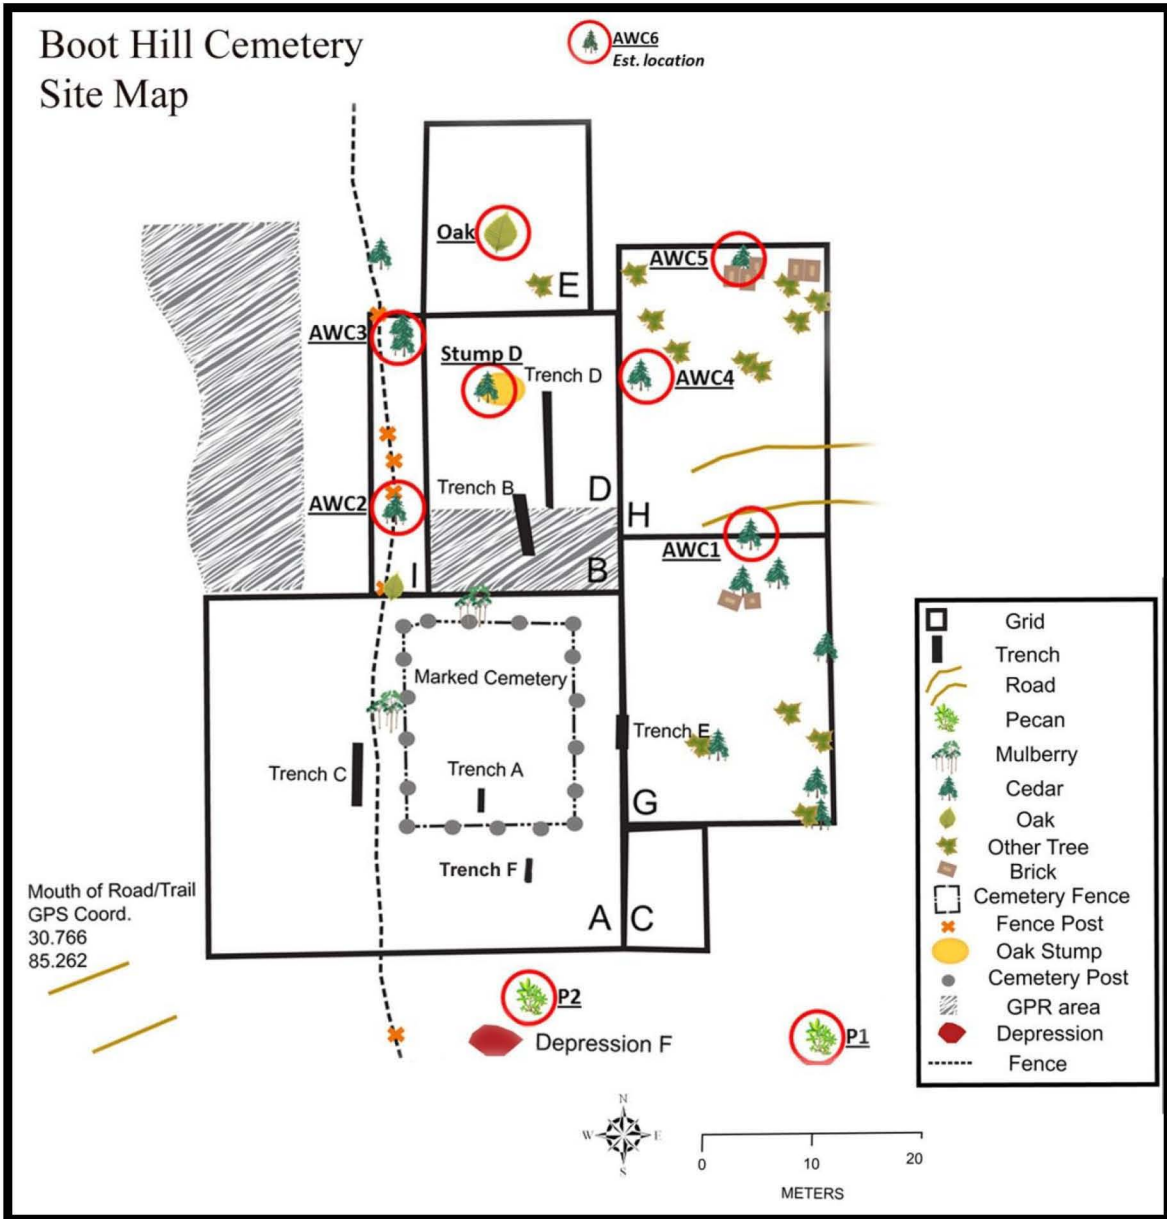 Boot Hill Cemetery
Site Map
AWC6
Est. location
Oak
E
AWC5
AWC3
Stump D
Trench D
AWC4
Trench B
D
AWC2
H
AWC1
B
I
Marked Cemetery
Trench E
Trench C
Trench A
G
Trench F
A
C
Mouth of Road/Trail
GPS Coord.
30.766
85.262
P2
Depression F
P1
Grid
Trench
Road
Pecan
Mulberry
Cedar
Oak
Other Tree
Brick
Cemetery Fence
Fence Post
Oak Stump
Cemetery Post
GPR area
Depression
Fence
N
W E
S
0 10 20
METERS